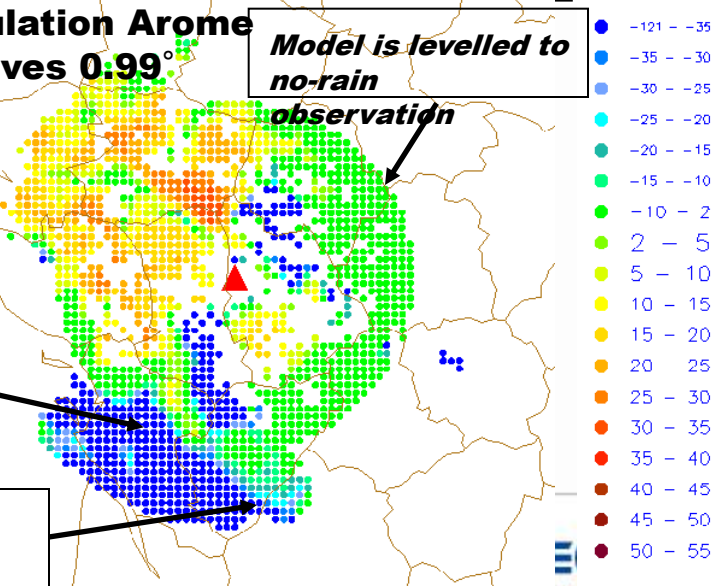 ulation Arome
ves 0.99°
Model is levelled to
no-rain
observation
-121 - -35
-35 - -30
-30 - -25
-25 - -20
-20 - -15
-15 - -10
-10 - 2
2 - 5
5 - 10
10 - 15
15 - 20
20 25
25 - 30
30 - 35
35 - 40
40 - 45
45 - 50
50 - 55